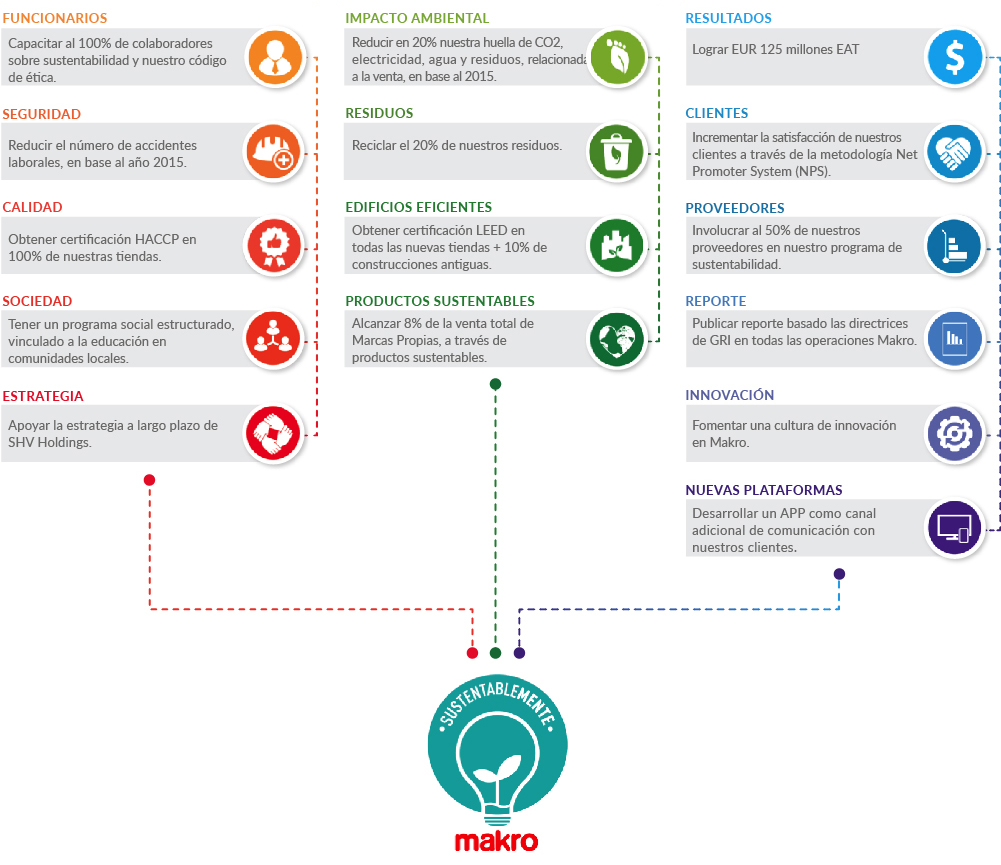 FUNCIONARIOS
Capacitar al 100% de colaboradores
sobre sustentabilidad y nuestro código
de ética.
SEGURIDAD
Reducir el número de accidentes
laborales, en base al año 2015.
CALIDAD
Obtener certificación HACCP en
100% de nuestras tiendas.
SOCIEDAD
Tener un programa social estructurado,
vinculado a la educación en
comunidades locales.
ESTRATEGIA
Apoyar la estrategia a largo plazo de
SHV Holdings.
IMPACTO AMBIENTAL
Reducir en 20% nuestra huella de CO2,
electricidad, agua y residuos, relacionada
a la venta, en base al 2015.
RESIDUOS
Reciclar el 20% de nuestros residuos.
EDIFICIOS EFICIENTES
Obtener certificación LEED en
todas las nuevas tiendas + 10% de
construcciones antiguas.
PRODUCTOS SUSTENTABLES
Alcanzar 8% de la venta total de
Marcas Propias, a través de
productos sustentables.
RESULTADOS
Lograr EUR 125 millones EAT
$
CLIENTES
Incrementar la satisfacción de nuestros
clientes a través de la metodología Net
Promoter System (NPS).
PROVEEDORES
Involucrar al 50% de nuestros
proveedores en nuestro programa de
sustentabilidad.
REPORTE
Publicar reporte basado las directrices
de GRI en todas las operaciones Makro.
INNOVACIÓN
Fomentar una cultura de innovación
en Makro.
NUEVAS PLATAFORMAS
Desarrollar un APP como canal
adicional de comunicación con
nuestros clientes.
• SUSTENTABLEMENTE •
makro